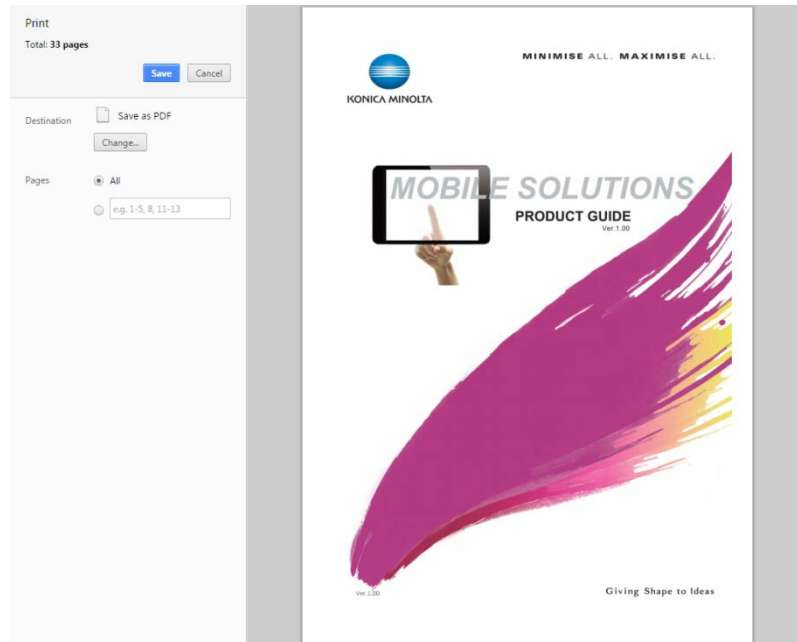 Print
Total: 33 pages
Save
Cancel
Destination
Save as PDF
Change...
Pages
All
e.g. 1-5, 8, 11-13
KONICA MINOLTA
MINIMISE ALL. MAXIMISE ALL.
MOBILE SOLUTIONS
PRODUCT GUIDE
Ver.1.00
Ver.1.00
Giving Shape to Ideas